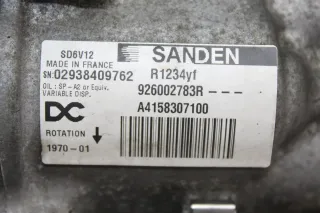 SD6V12 SANDEN
MADE IN FRANCE
SN:02938409762 R1234yf
OIL : SP-A2 or Equiv.
VARIABLE DISP. 926002783R---
DC A4158307100
ROTATION ↓
1970-01